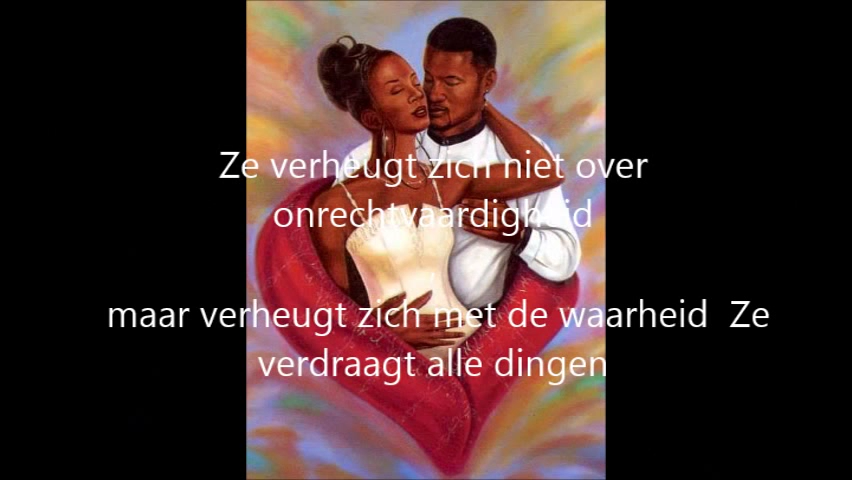 Ze verheugt zich niet over
onrechtvaardigheid
maar verheugt zich met de waarheid  Ze
verdraagt alle dingen